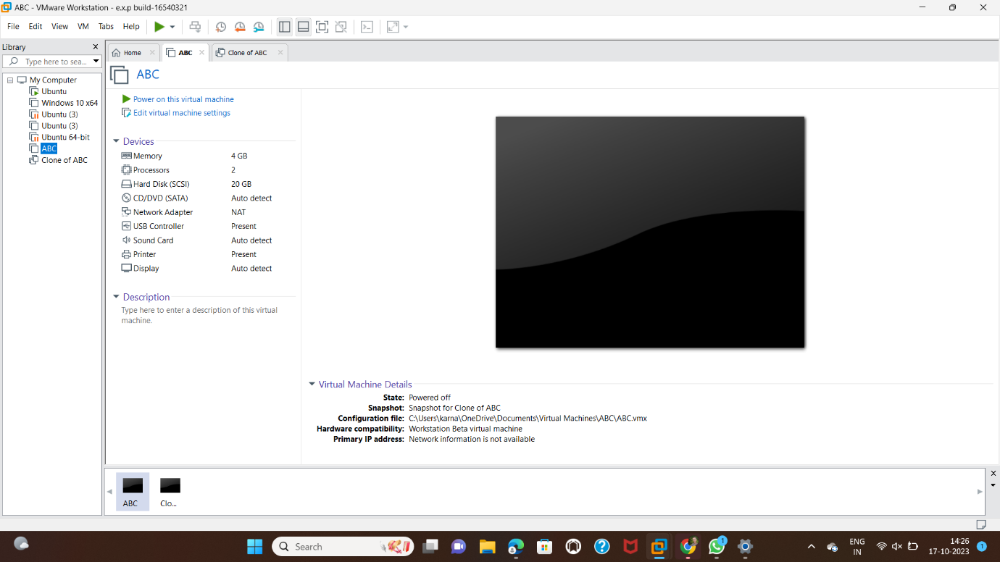 ABC - VMware Workstation - e.x.p build-16540321
File Edit View VM Tabs Help
Library
Type here to sea...
My Computer
Ubuntu
Windows 10 x64
Ubuntu (3)
Ubuntu (3)
Ubuntu 64-bit
ABC
Clone of ABC
Home ABC Clone of ABC
ABC
Power on this virtual machine
Edit virtual machine settings
Devices
Memory 4 GB
Processors 2
Hard Disk (SCSI) 20 GB
CD/DVD (SATA) Auto detect
Network Adapter NAT
USB Controller Present
Sound Card Auto detect
Printer Present
Display Auto detect
Description
Type here to enter a description of this virtual
machine.
Virtual Machine Details
State: Powered off
Snapshot: Snapshot for Clone of ABC
Configuration file: C:\Users\karna\OneDrive\Documents\Virtual Machines\ABC\ABC.vmx
Hardware compatibility: Workstation Beta virtual machine
Primary IP address: Network information is not available
ABC Clo...
Search
1
ENG
IN
14:26
17-10-2023
1